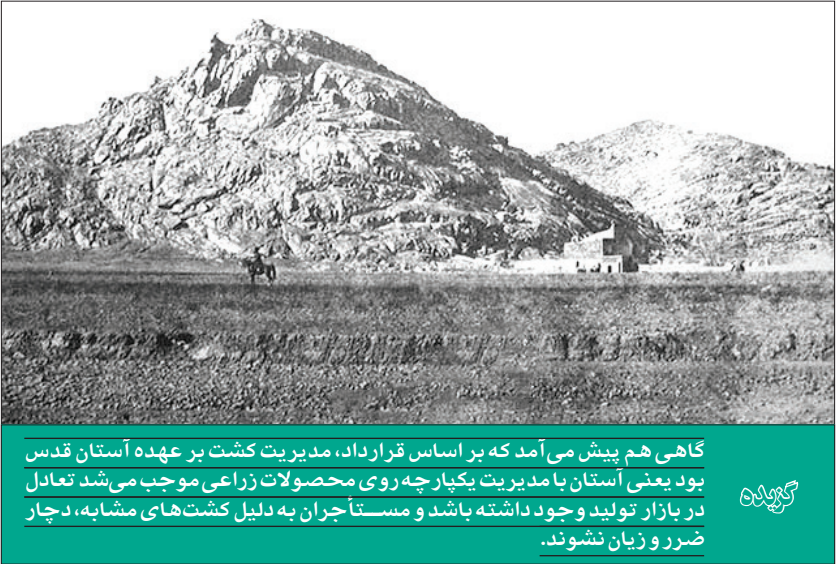 گزیده
گاهی هم پیش می‌آمد که بر اساس قرارداد، مدیریت کشت بر عهده آستان قدس
بود یعنی آستان با مدیریت یکپارچه روی محصولات زراعی موجب می‌شد تعادل
در بازار تولید وجود داشته باشد و مستأجران به دلیل کشت‌های مشابه، دچار
ضرر و زیان نشوند.